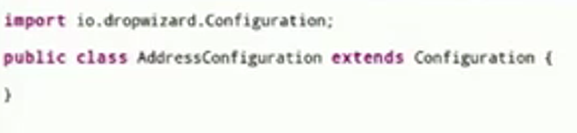 import io.dropwizard.Configuration;
public class AddressConfiguration extends Configuration {
}